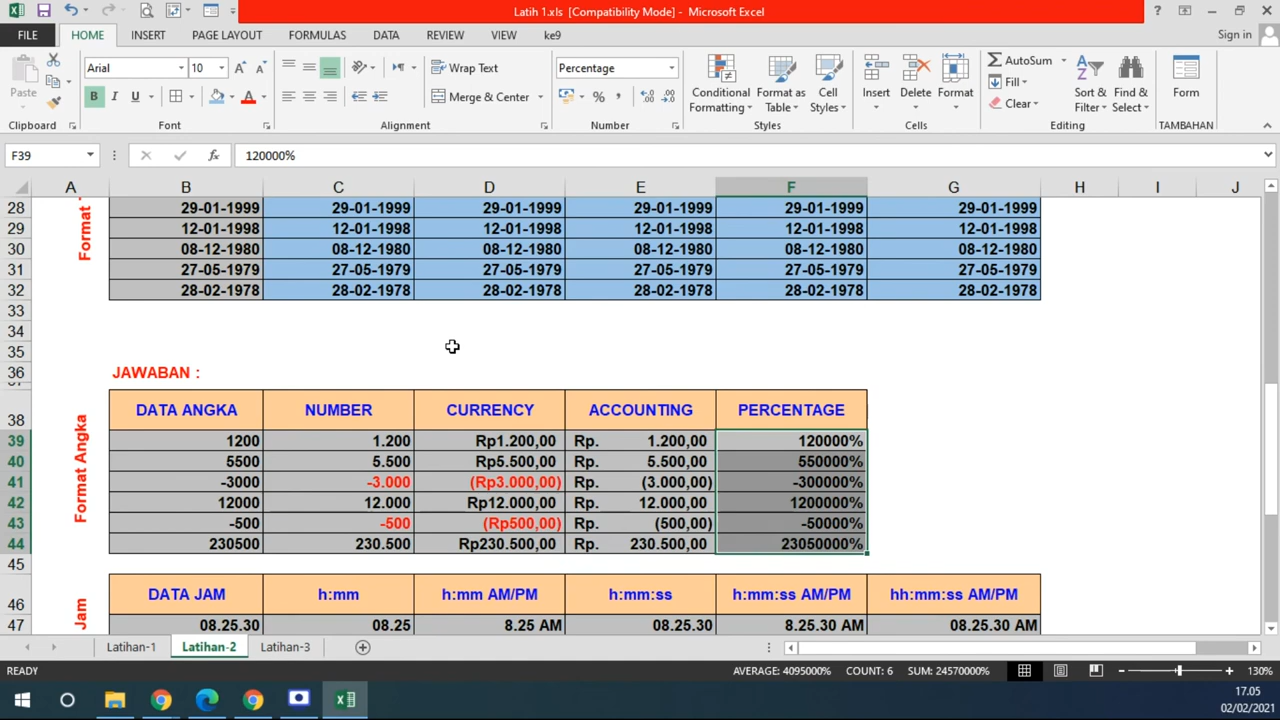 Latih 1.xls [Compatibility Mode] - Microsoft Excel
?
FILE HOME INSERT PAGE LAYOUT FORMULAS DATA REVIEW VIEW ke9 Sign in
Paste Arial 10 Wrap Text Percentage Conditional Formatting Format as Table Cell Styles Insert Delete Format AutoSum Sort & Filter Find & Select Form
B I U A Merge & Center % Fill
Clear
Clipboard Font Alignment Number Styles Cells Editing TAMBAHAN
F39 fx 120000%
A B C D E F G H I J
28 29-01-1999 29-01-1999 29-01-1999 29-01-1999 29-01-1999 29-01-1999
29 12-01-1998 12-01-1998 12-01-1998 12-01-1998 12-01-1998 12-01-1998
30 08-12-1980 08-12-1980 08-12-1980 08-12-1980 08-12-1980 08-12-1980
31 27-05-1979 27-05-1979 27-05-1979 27-05-1979 27-05-1979 27-05-1979
32 28-02-1978 28-02-1978 28-02-1978 28-02-1978 28-02-1978 28-02-1978
Format
33
34
35
36 JAWABAN :
38 DATA ANGKA NUMBER CURRENCY ACCOUNTING PERCENTAGE
Format Angka
39 1200 1.200 Rp1.200,00 Rp. 1.200,00 120000%
40 5500 5.500 Rp5.500,00 Rp. 5.500,00 550000%
41 -3000 -3.000 (Rp3.000,00) Rp. (3.000,00) -300000%
42 12000 12.000 Rp12.000,00 Rp. 12.000,00 1200000%
43 -500 -500 (Rp500,00) Rp. (500,00) -50000%
44 230500 230.500 Rp230.500,00 Rp. 230.500,00 23050000%
45
46 DATA JAM h:mm h:mm AM/PM h:mm:ss h:mm:ss AM/PM hh:mm:ss AM/PM
Jam
47 08.25.30 08.25 8.25 AM 08.25.30 8.25.30 AM 08.25.30 AM
Latihan-1 Latihan-2 Latihan-3
READY AVERAGE: 4095000% COUNT: 6 SUM: 24570000% 130%
17.05
02/02/2021